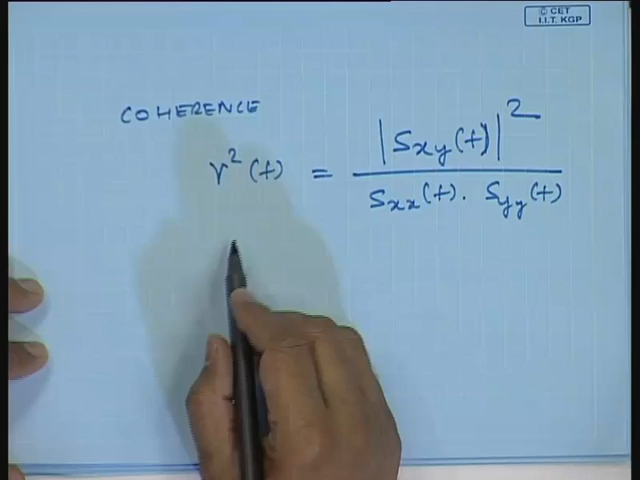 © CET
I.I.T. KGP
COHERENCE
γ²(f) = |Sxy(f)|² / Sxx(f) · Syy(f)